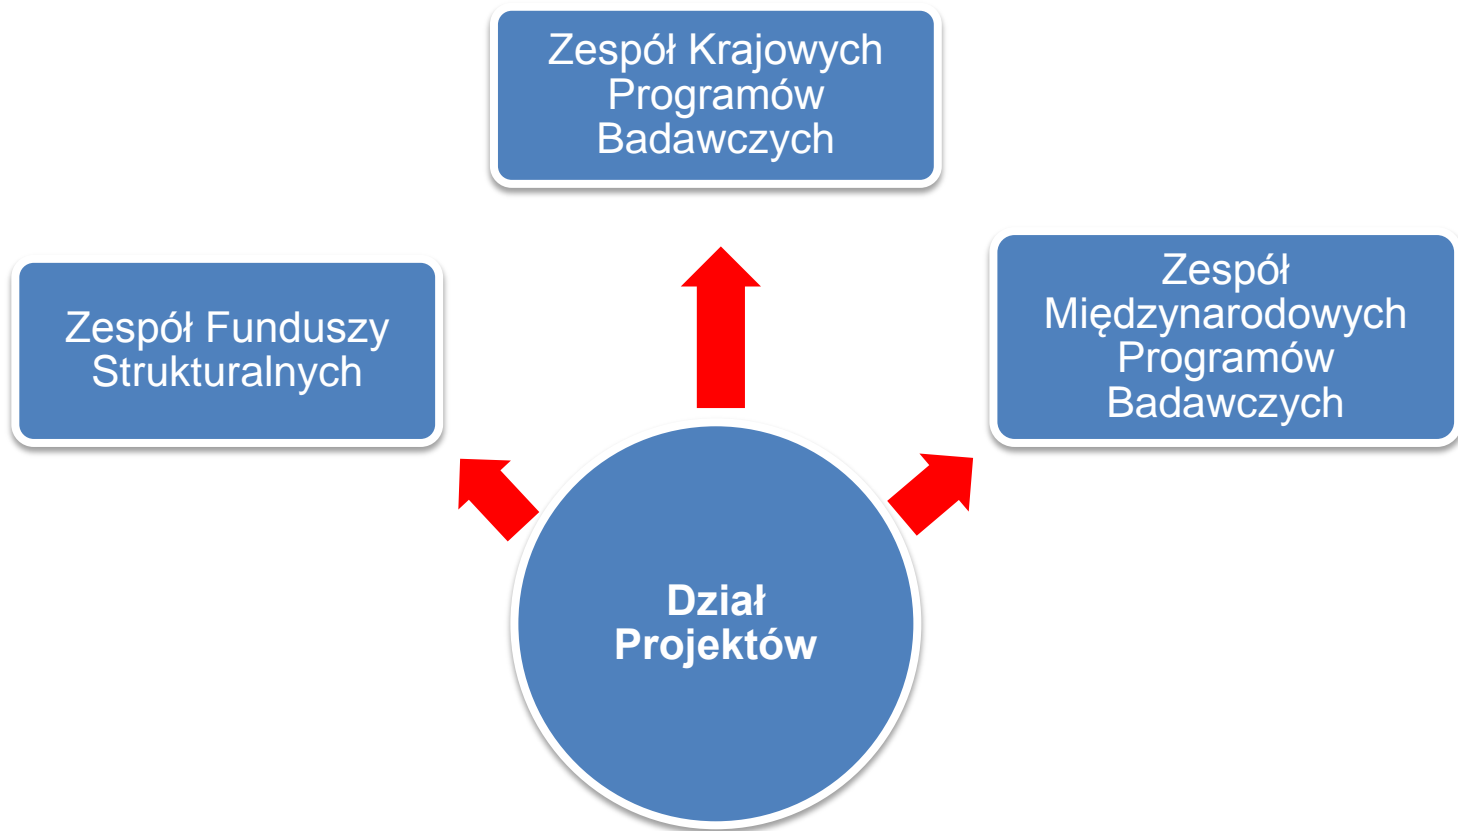 Zespół Krajowych
Programów
Badawczych
Zespół Funduszy
Strukturalnych
Zespół
Międzynarodowych
Programów
Badawczych
Dział
Projektów